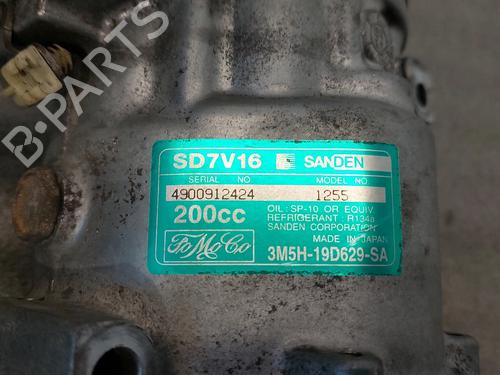 SD7V16 SANDEN
SERIAL NO MODEL NO
4900912424 1255
200cc
OIL : SP-10 OR EQUIV.
REFRIGERANT : R134a
SANDEN CORPORATION
MADE IN JAPAN
FoMoCo 3M5H-19D629-SA
B-PARTS